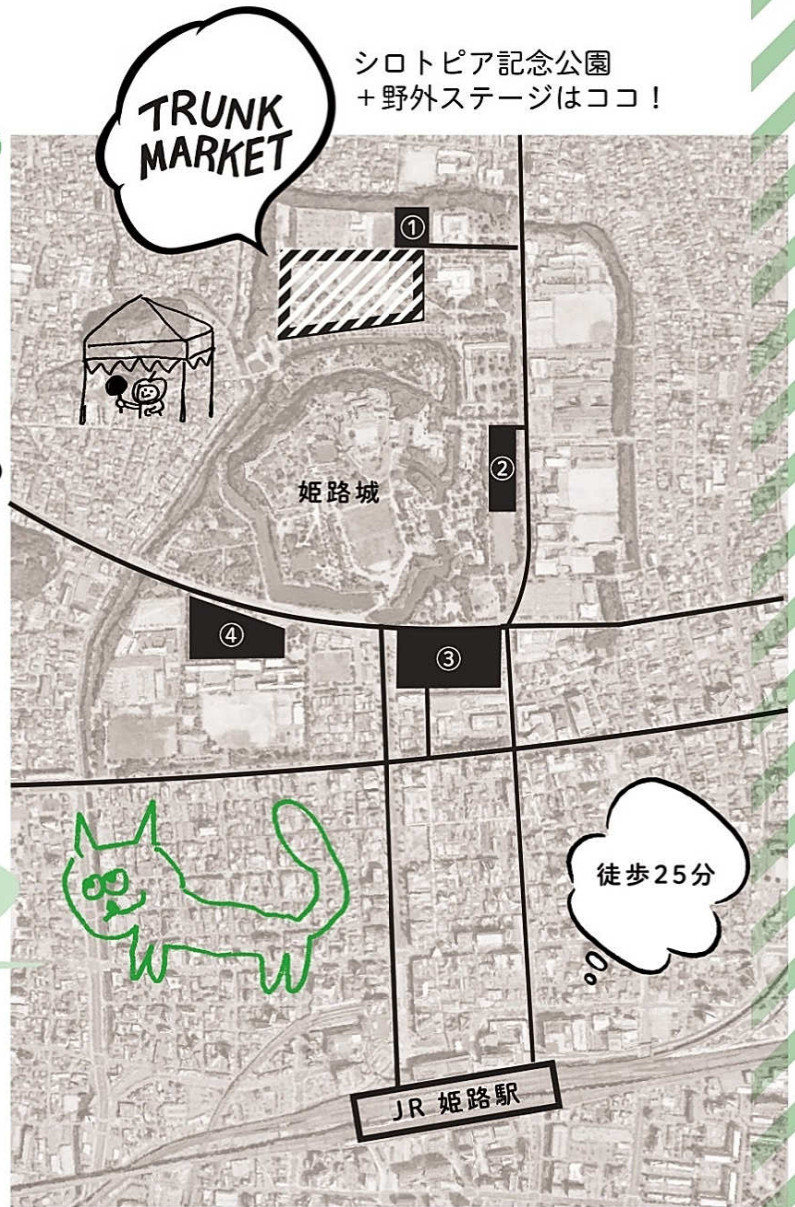 TRUNK
MARKET
シロトピア記念公園
+野外ステージはココ！
①
②
姫路城
④
③
徒歩25分
JR 姫路駅